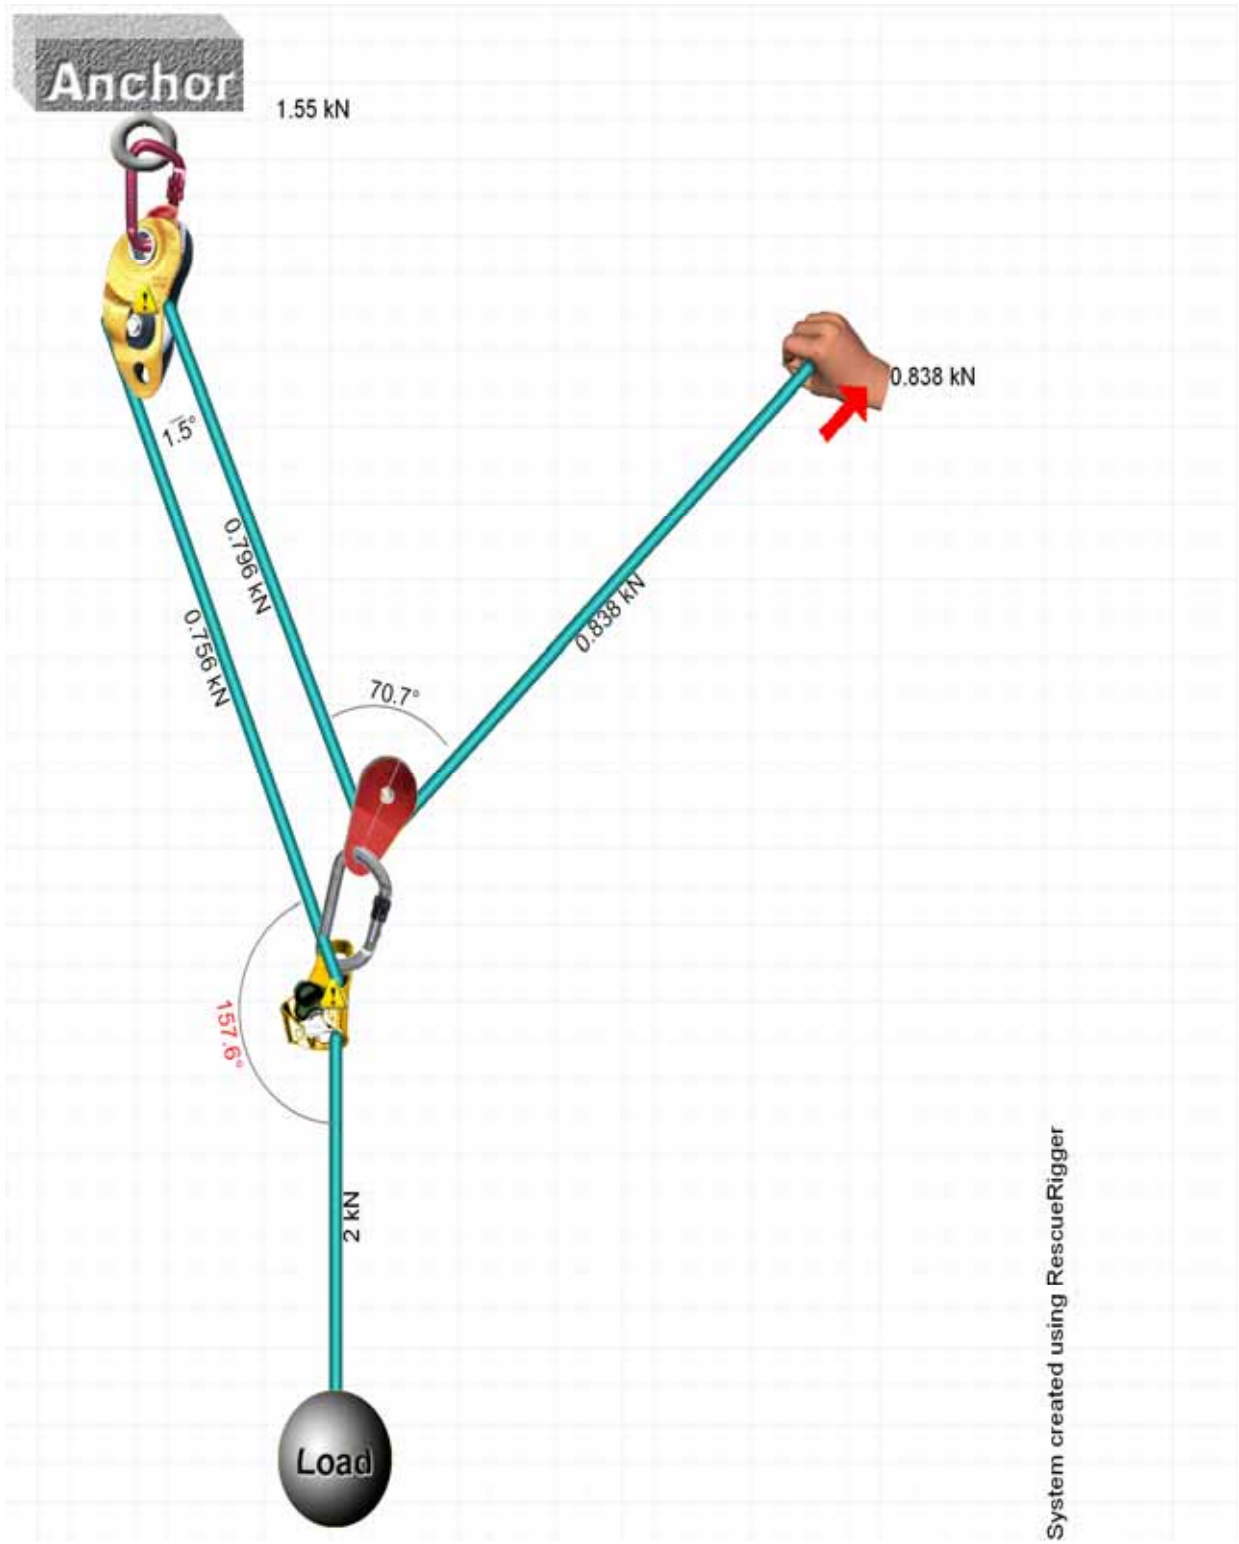 Anchor
1.55 kN
0.838 kN
1.5°
0.796 kN
0.838 kN
0.756 kN
70.7°
157.6°
2 kN
System created using RescueRigger
Load